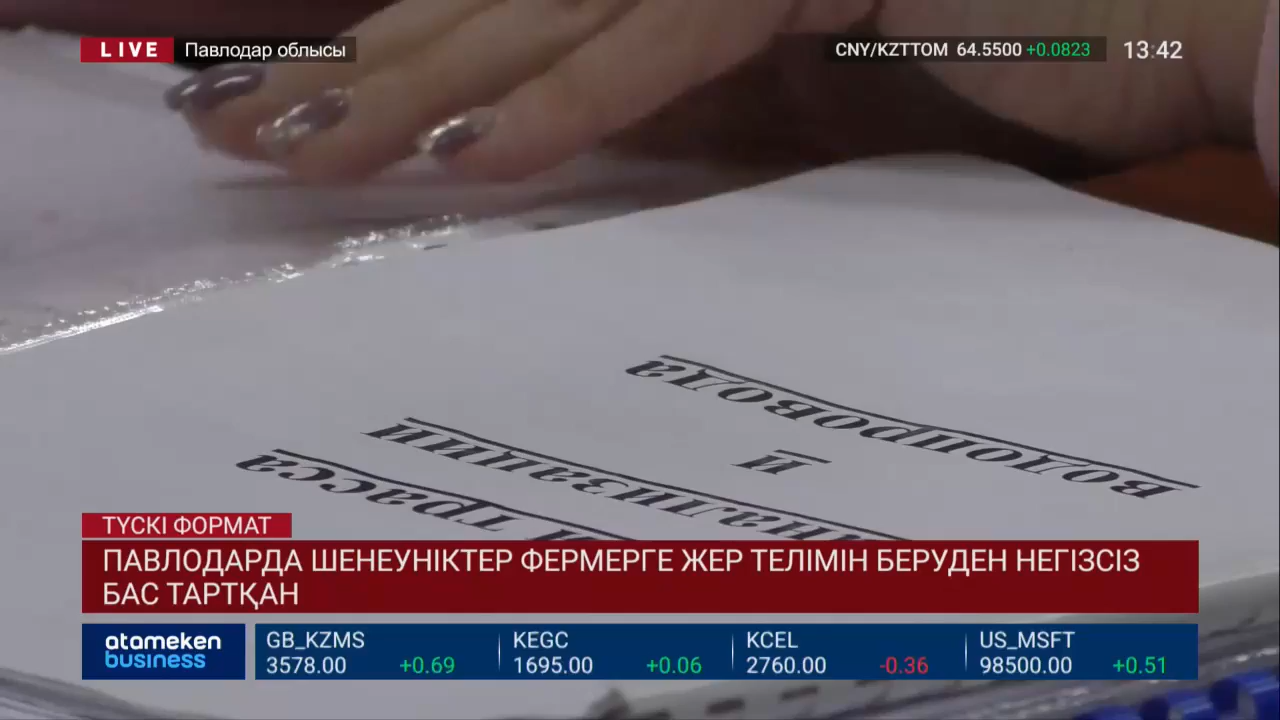 LIVE Павлодар облысы
CNY/KZTTOM 64.5500 +0.0823 13:42
водопровода
и
трасса
ТҮСКІ ФОРМАТ
ПАВЛОДАРДА ШЕНЕУНІКТЕР ФЕРМЕРГЕ ЖЕР ТЕЛІМІН БЕРУДЕН НЕГІЗСІЗ
БАС ТАРТҚАН
atameken
business
GB_KZMS KEGC KCEL US_MSFT
3578.00 +0.69 1695.00 +0.06 2760.00 -0.36 98500.00 +0.51